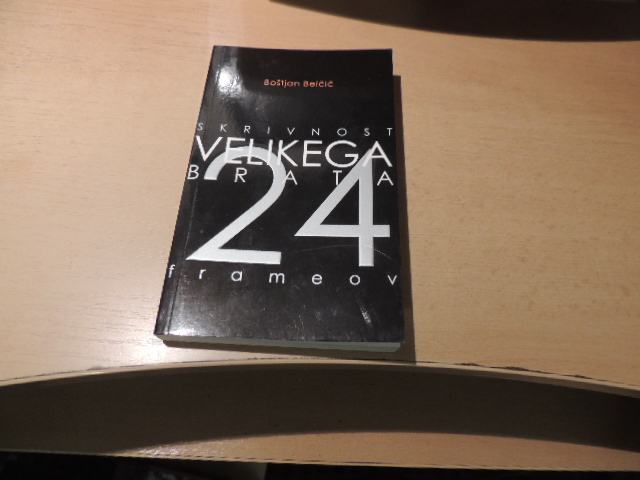 Boštjan Belčič
SKRIVNOST
VELIKEGA
BRATA
24
frameov